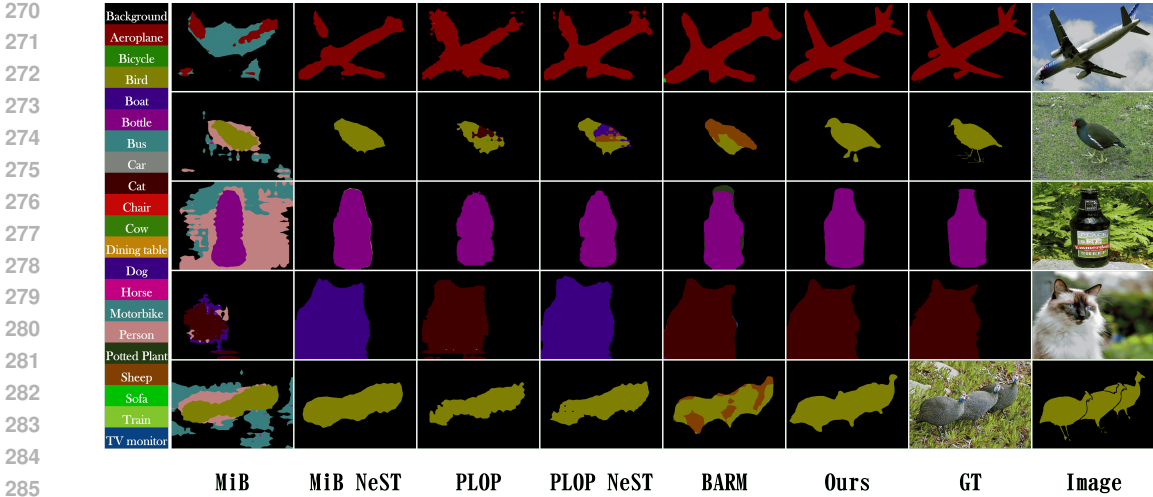 270
271
272
273
274
275
276
277
278
279
280
281
282
283
284
285
Background
Aeroplane
Bicycle
Bird
Boat
Bottle
Bus
Car
Cat
Chair
Cow
Dining table
Dog
Horse
Motorbike
Person
Potted Plant
Sheep
Sofa
Train
TV monitor
MiB MiB NeST PLOP PLOP NeST BARM Ours GT Image